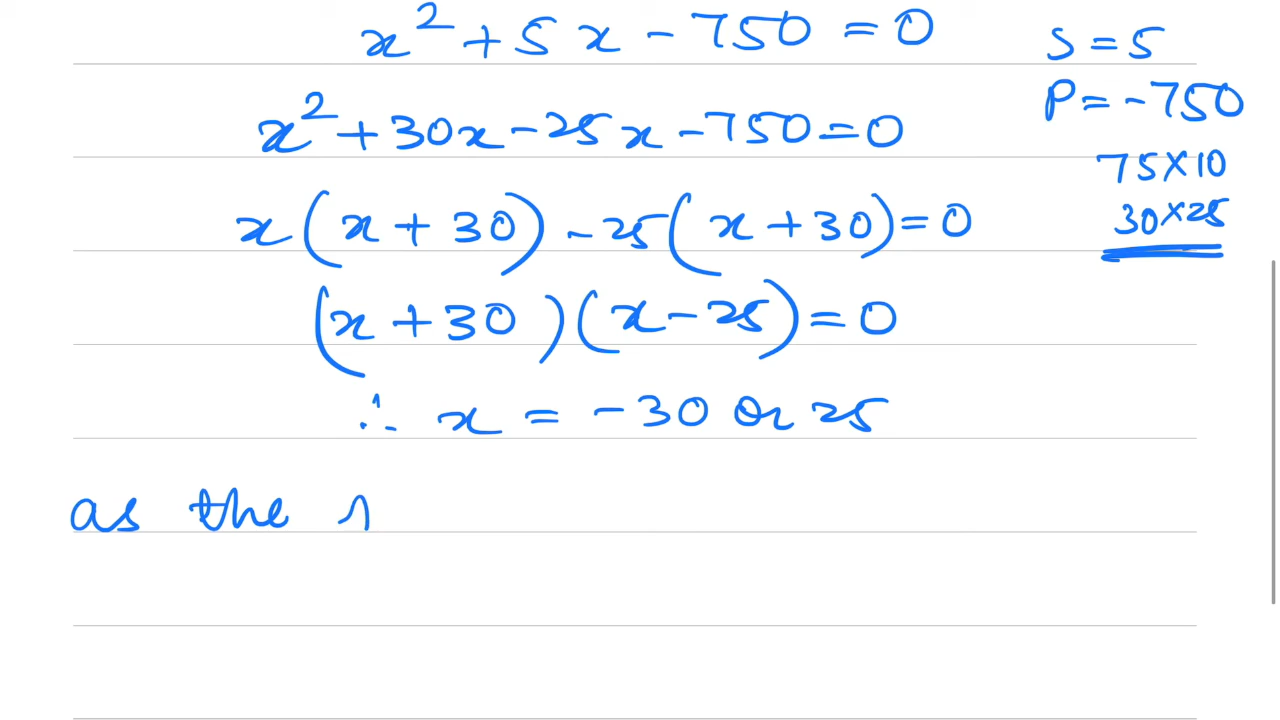 x² + 5x - 750 = 0
S = 5
P = -750
x² + 30x - 25x - 750 = 0
75 × 10
x(x + 30) - 25(x + 30) = 0
30 × 25
(x + 30)(x - 25) = 0
∴ x = -30 or 25
as the